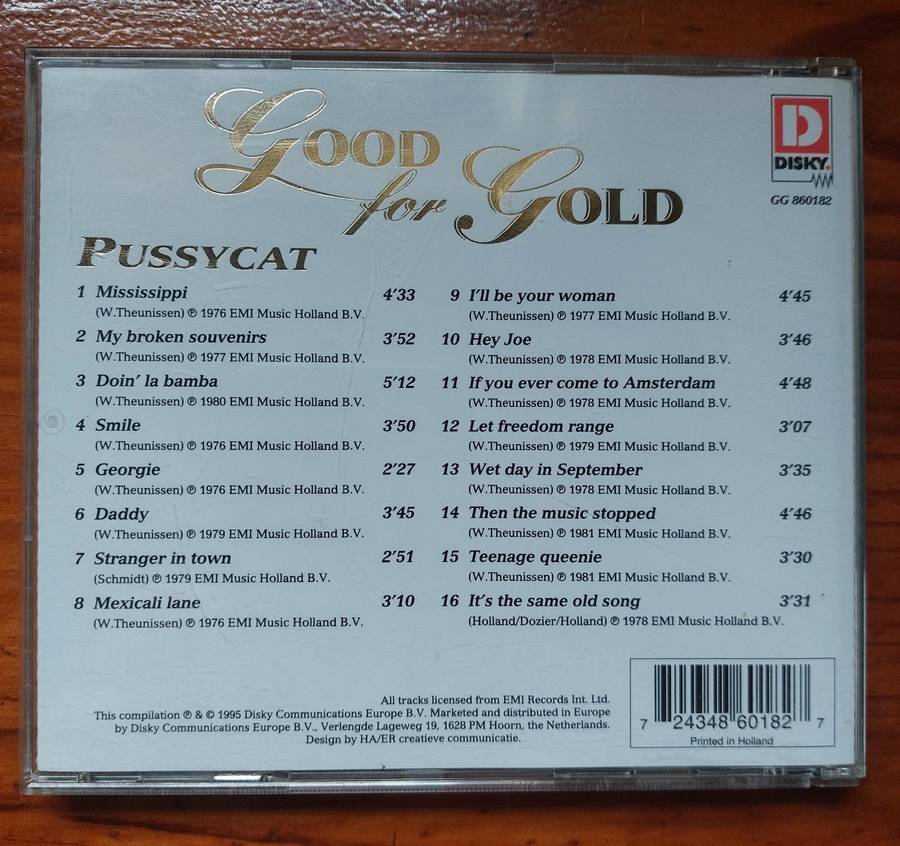 GOOD
for GOLD
D
DISKY.
GG 860182
PUSSYCAT
1 Mississippi 4'33
(W.Theunissen) ℗ 1976 EMI Music Holland B.V.
2 My broken souvenirs 3'52
(W.Theunissen) ℗ 1977 EMI Music Holland B.V.
3 Doin' la bamba 5'12
(W.Theunissen) ℗ 1980 EMI Music Holland B.V.
4 Smile 3'50
(W.Theunissen) ℗ 1976 EMI Music Holland B.V.
5 Georgie 2'27
(W.Theunissen) ℗ 1976 EMI Music Holland B.V.
6 Daddy 3'45
(W.Theunissen) ℗ 1979 EMI Music Holland B.V.
7 Stranger in town 2'51
(Schmidt) ℗ 1979 EMI Music Holland B.V.
8 Mexicali lane 3'10
(W.Theunissen) ℗ 1976 EMI Music Holland B.V.
9 I'll be your woman 4'45
(W.Theunissen) ℗ 1977 EMI Music Holland B.V.
10 Hey Joe 3'46
(W.Theunissen) ℗ 1978 EMI Music Holland B.V.
11 If you ever come to Amsterdam 4'48
(W.Theunissen) ℗ 1978 EMI Music Holland B.V.
12 Let freedom range 3'07
(W.Theunissen) ℗ 1979 EMI Music Holland B.V.
13 Wet day in September 3'35
(W.Theunissen) ℗ 1978 EMI Music Holland B.V.
14 Then the music stopped 4'46
(W.Theunissen) ℗ 1981 EMI Music Holland B.V.
15 Teenage queenie 3'30
(W.Theunissen) ℗ 1981 EMI Music Holland B.V.
16 It's the same old song 3'31
(Holland/Dozier/Holland) ℗ 1978 EMI Music Holland B.V.
All tracks licensed from EMI Records Int. Ltd.
This compilation ℗ & © 1995 Disky Communications Europe B.V. Marketed and distributed in Europe
by Disky Communications Europe B.V., Verlengde Lageweg 19, 1628 PM Hoorn, the Netherlands.
Design by HA/ER creatieve communicatie.
7 24348 60182 7
Printed in Holland